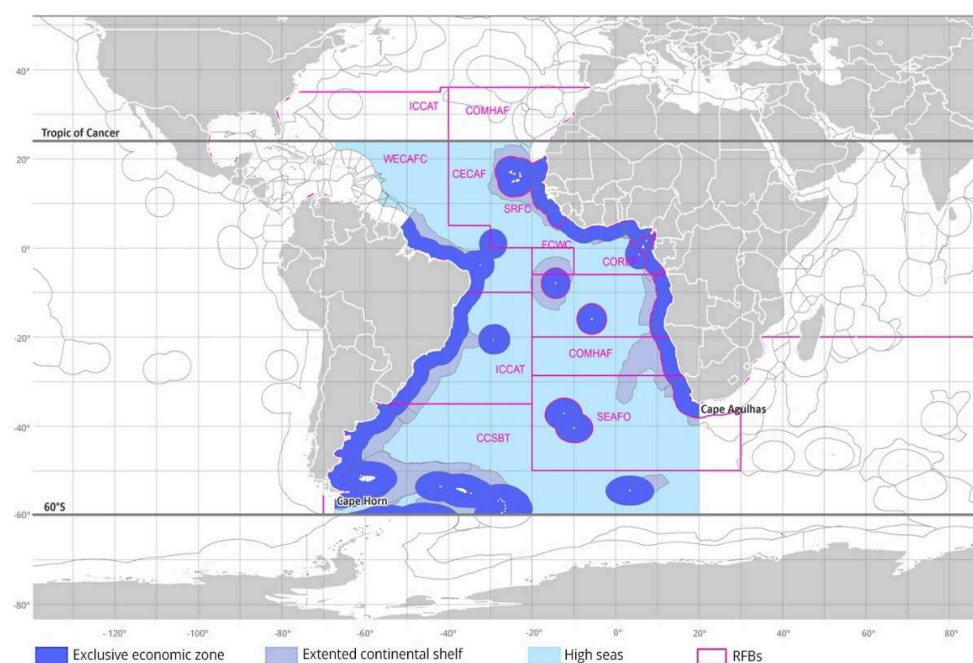 40°
ICCAT
COMHAF
Tropic of Cancer
20°
WECAFC
CECAF
SRFC
0°
FCWC
COREP
-20°
COMHAF
ICCAT
SEAFO
Cape Agulhas
-40°
CCSBT
Cape Horn
60°S
-60°
-80°
-120° -100° -80° -60° -40° -20° 0° 20° 40° 60° 80°
Exclusive economic zone Extented continental shelf High seas RFBs